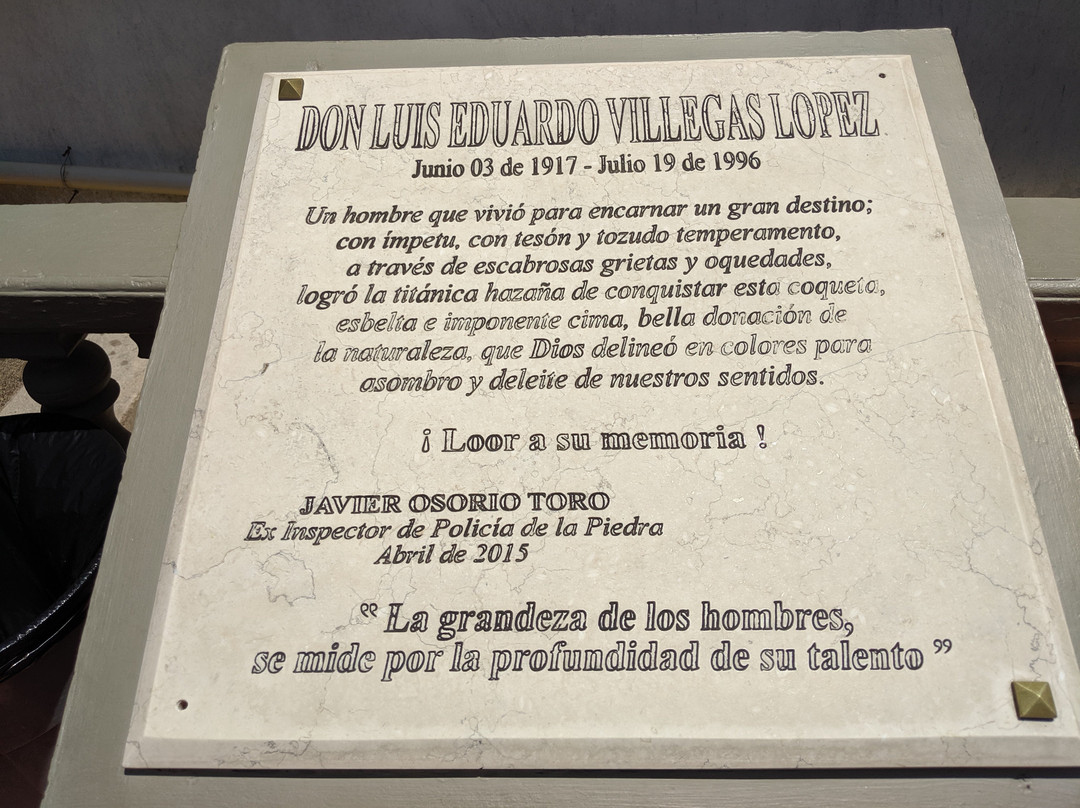 DON LUIS EDUARDO VILLEGAS LOPEZ
Junio 03 de 1917 - Julio 19 de 1996
Un hombre que vivió para encarnar un gran destino;
con ímpetu, con tesón y tozudo temperamento,
a través de escabrosas grietas y oquedades,
logró la titánica hazaña de conquistar esta coqueta,
esbelta e imponente cima, bella donación de
la naturaleza, que Dios delineó en colores para
asombro y deleite de nuestros sentidos.
¡ Loor a su memoria !
JAVIER OSORIO TORO
Ex Inspector de Policía de la Piedra
Abril de 2015
“ La grandeza de los hombres,
se mide por la profundidad de su talento ”